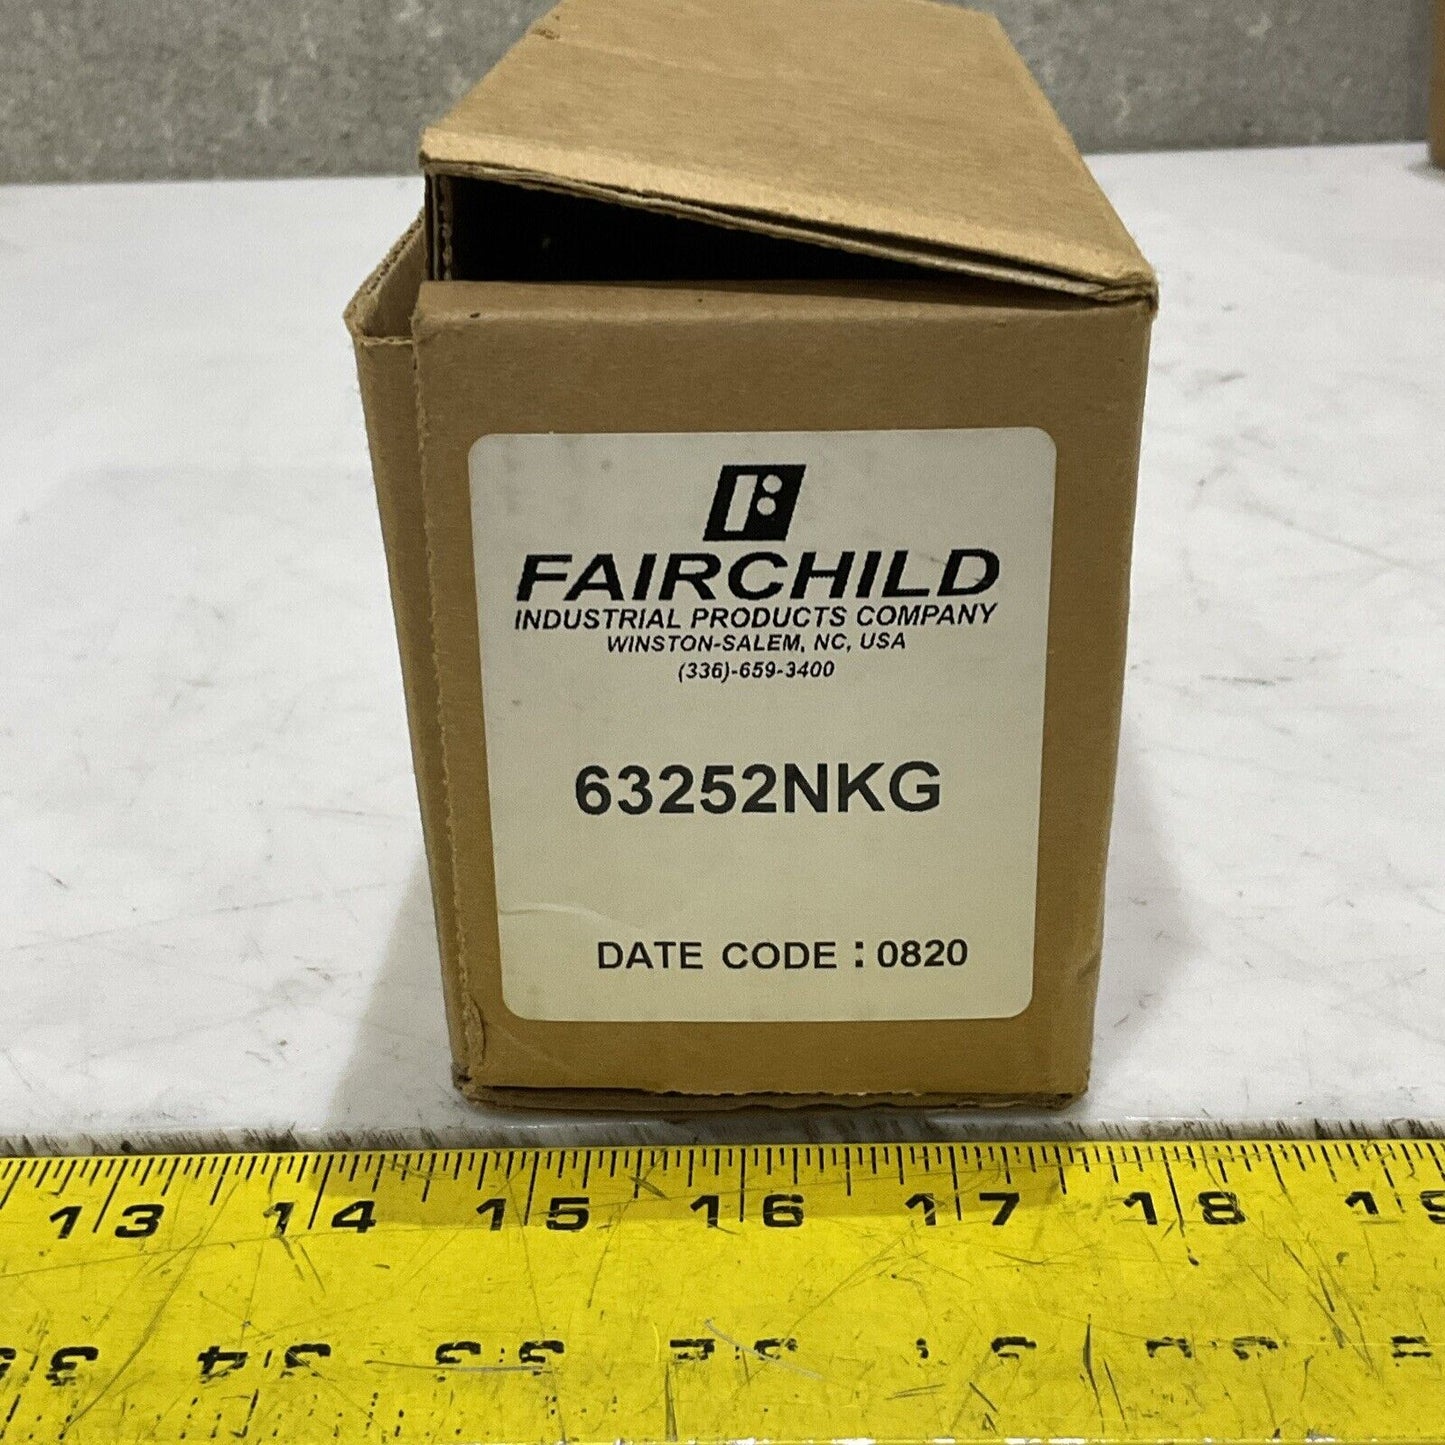 FAIRCHILD
INDUSTRIAL PRODUCTS COMPANY
WINSTON-SALEM, NC, USA
(336)-659-3400
63252NKG
DATE CODE : 0820
13 14 15 16 17 18 19